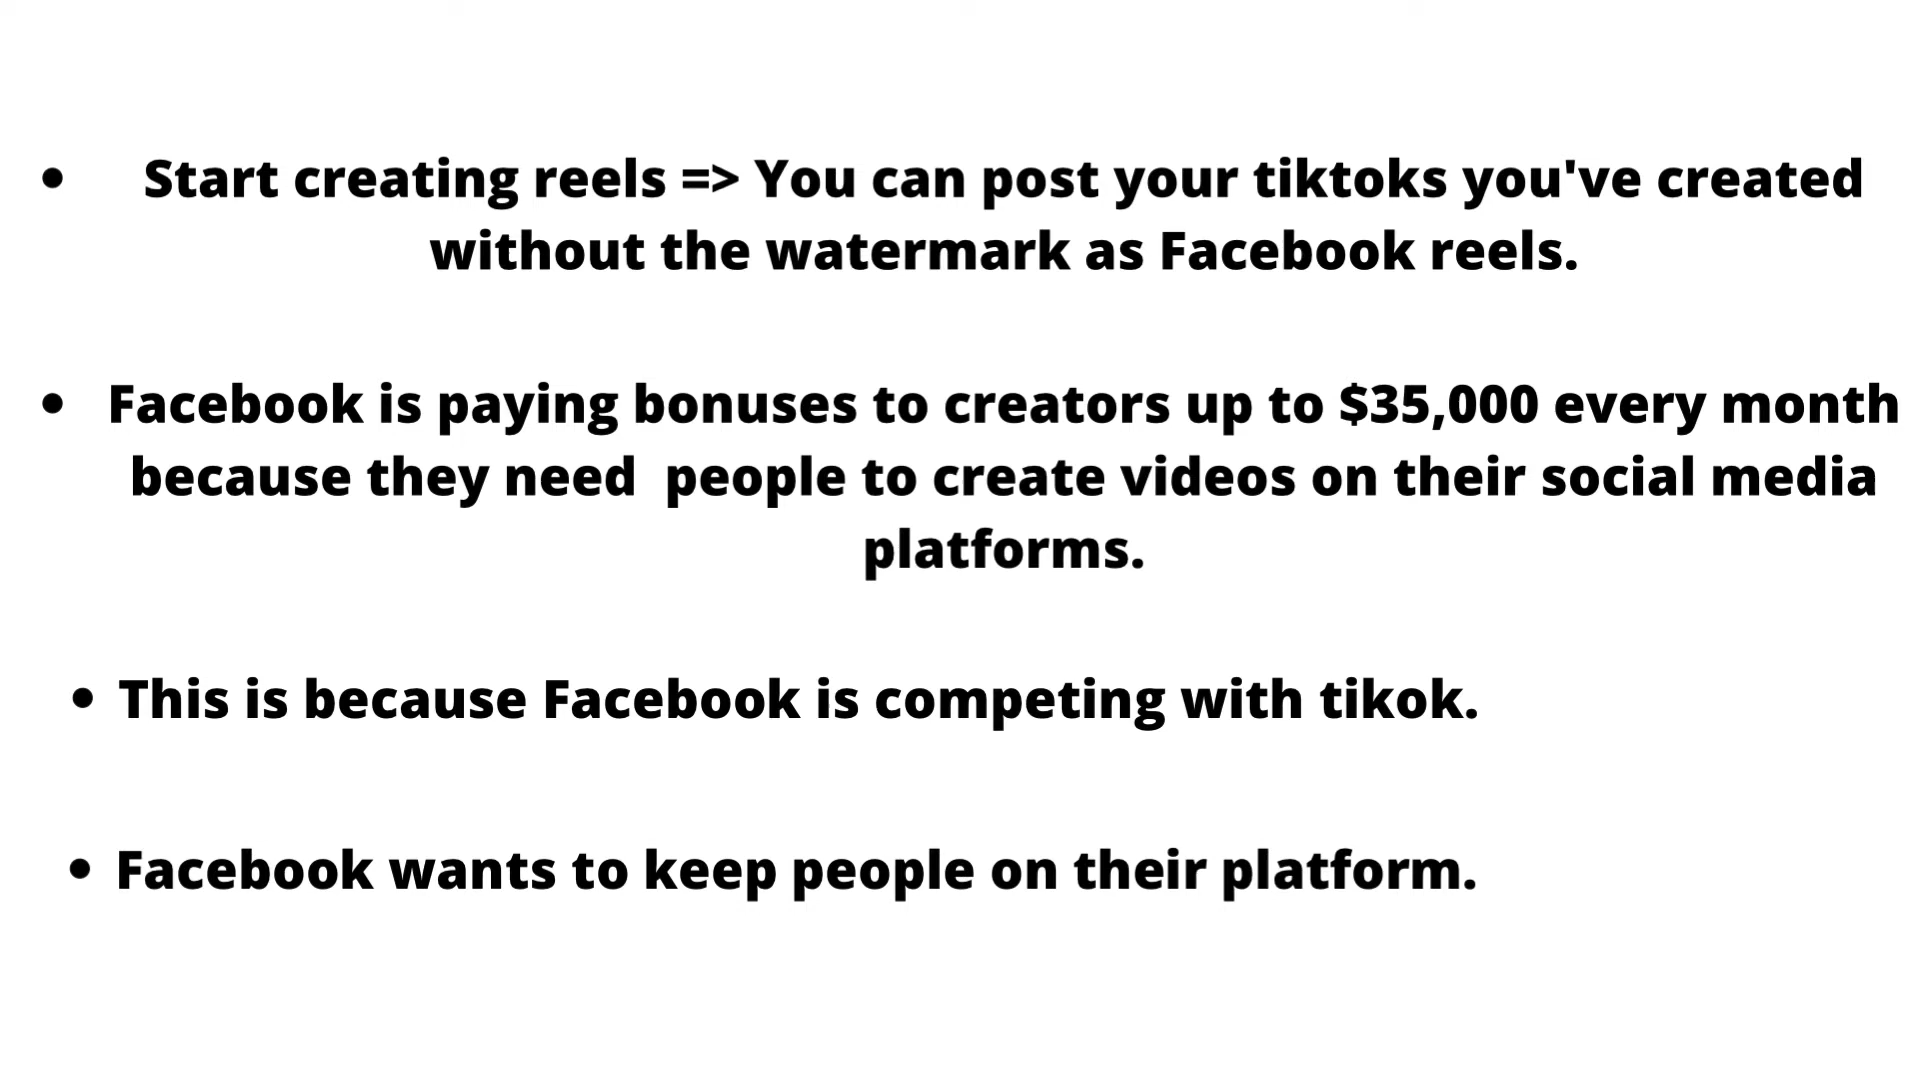 • Start creating reels => You can post your tiktoks you've created
without the watermark as Facebook reels.
• Facebook is paying bonuses to creators up to $35,000 every month
because they need  people to create videos on their social media
platforms.
• This is because Facebook is competing with tikok.
• Facebook wants to keep people on their platform.